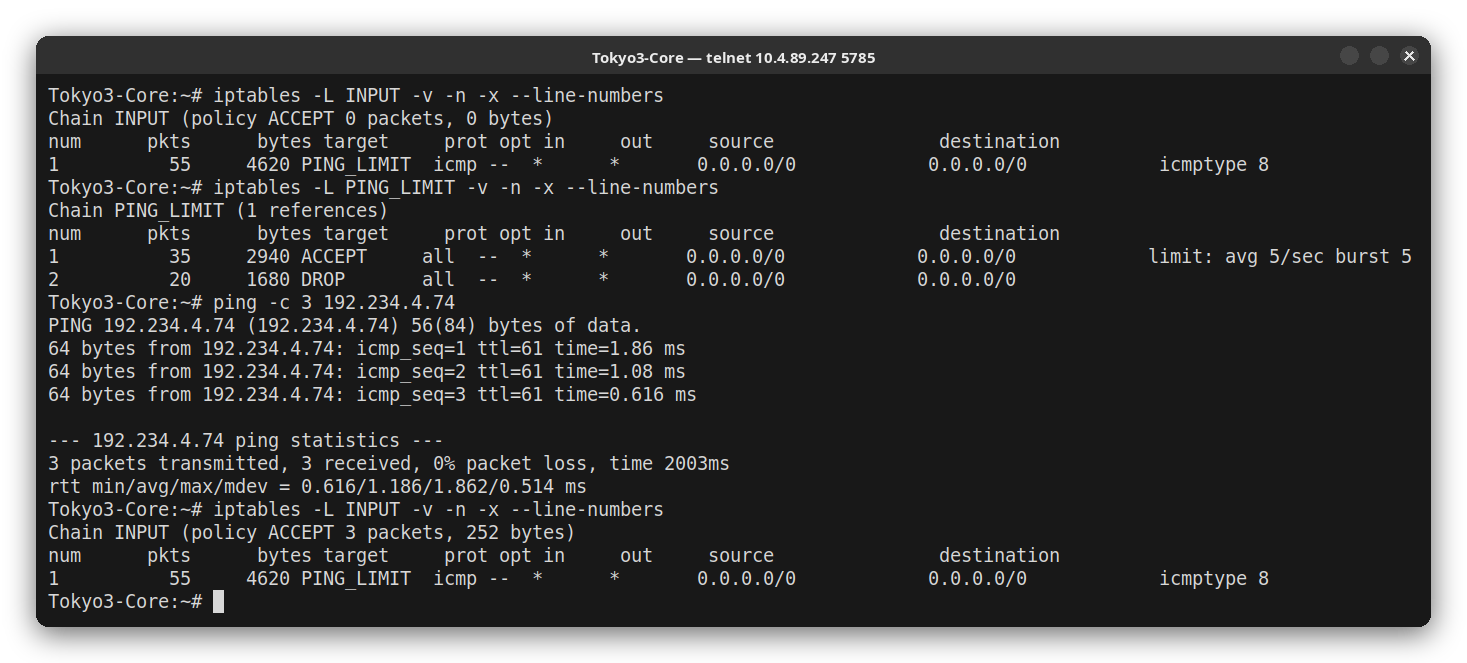 Tokyo3-Core — telnet 10.4.89.247 5785
Tokyo3-Core:~# iptables -L INPUT -v -n -x --line-numbers
Chain INPUT (policy ACCEPT 0 packets, 0 bytes)
num      pkts      bytes target     prot opt in     out     source               destination
1          55     4620 PING_LIMIT  icmp --  *      *       0.0.0.0/0            0.0.0.0/0            icmptype 8
Tokyo3-Core:~# iptables -L PING_LIMIT -v -n -x --line-numbers
Chain PING_LIMIT (1 references)
num      pkts      bytes target     prot opt in     out     source               destination
1          35     2940 ACCEPT     all  --  *      *       0.0.0.0/0            0.0.0.0/0            limit: avg 5/sec burst 5
2          20     1680 DROP       all  --  *      *       0.0.0.0/0            0.0.0.0/0
Tokyo3-Core:~# ping -c 3 192.234.4.74
PING 192.234.4.74 (192.234.4.74) 56(84) bytes of data.
64 bytes from 192.234.4.74: icmp_seq=1 ttl=61 time=1.86 ms
64 bytes from 192.234.4.74: icmp_seq=2 ttl=61 time=1.08 ms
64 bytes from 192.234.4.74: icmp_seq=3 ttl=61 time=0.616 ms

--- 192.234.4.74 ping statistics ---
3 packets transmitted, 3 received, 0% packet loss, time 2003ms
rtt min/avg/max/mdev = 0.616/1.186/1.862/0.514 ms
Tokyo3-Core:~# iptables -L INPUT -v -n -x --line-numbers
Chain INPUT (policy ACCEPT 3 packets, 252 bytes)
num      pkts      bytes target     prot opt in     out     source               destination
1          55     4620 PING_LIMIT  icmp --  *      *       0.0.0.0/0            0.0.0.0/0            icmptype 8
Tokyo3-Core:~#